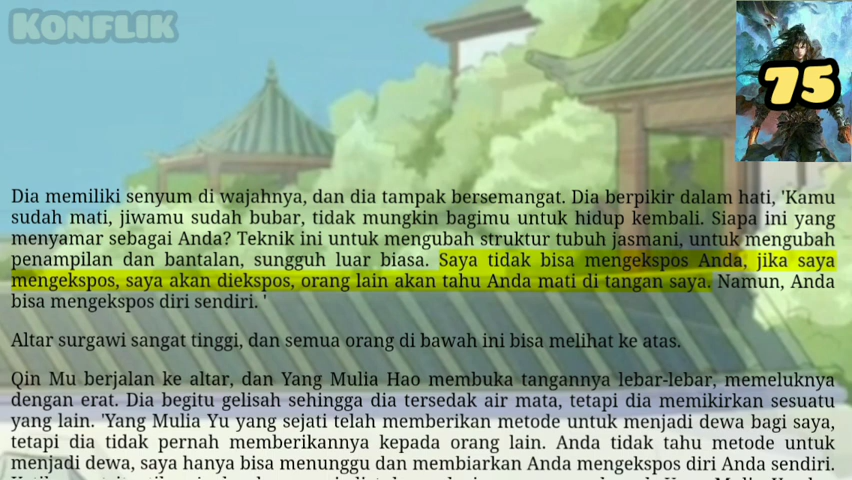 Konflik
75
Dia memiliki senyum di wajahnya, dan dia tampak bersemangat. Dia berpikir dalam hati, 'Kamu
sudah mati, jiwamu sudah bubar, tidak mungkin bagimu untuk hidup kembali. Siapa ini yang
menyamar sebagai Anda? Teknik ini untuk mengubah struktur tubuh jasmani, untuk mengubah
penampilan dan bantalan, sungguh luar biasa. Saya tidak bisa mengekspos Anda, jika saya
mengekspos, saya akan diekspos, orang lain akan tahu Anda mati di tangan saya. Namun, Anda
bisa mengekspos diri sendiri. '
Altar surgawi sangat tinggi, dan semua orang di bawah ini bisa melihat ke atas.
Qin Mu berjalan ke altar, dan Yang Mulia Hao membuka tangannya lebar-lebar, memeluknya
dengan erat. Dia begitu gelisah sehingga dia tersedak air mata, tetapi dia memikirkan sesuatu
yang lain. 'Yang Mulia Yu yang sejati telah memberikan metode untuk menjadi dewa bagi saya,
tetapi dia tidak pernah memberikannya kepada orang lain. Anda tidak tahu metode untuk
menjadi dewa, saya hanya bisa menunggu dan membiarkan Anda mengekspos diri Anda sendiri.